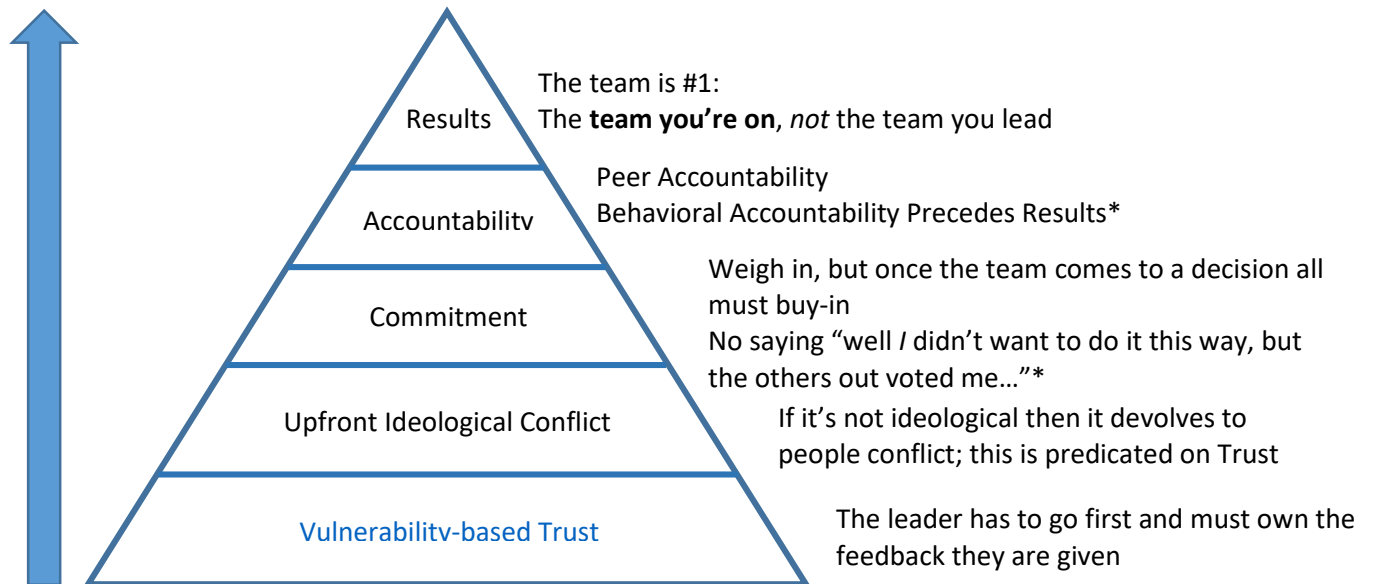 The team is #1:
Results
The team you're on, not the team you lead
Peer Accountability
Accountability
Behavioral Accountability Precedes Results*
Weigh in, but once the team comes to a decision all
must buy-in
Commitment
No saying “well I didn't want to do it this way, but
the others out voted me…”*
Upfront Ideological Conflict
If it's not ideological then it devolves to
people conflict; this is predicated on Trust
Vulnerability-based Trust
The leader has to go first and must own the
feedback they are given